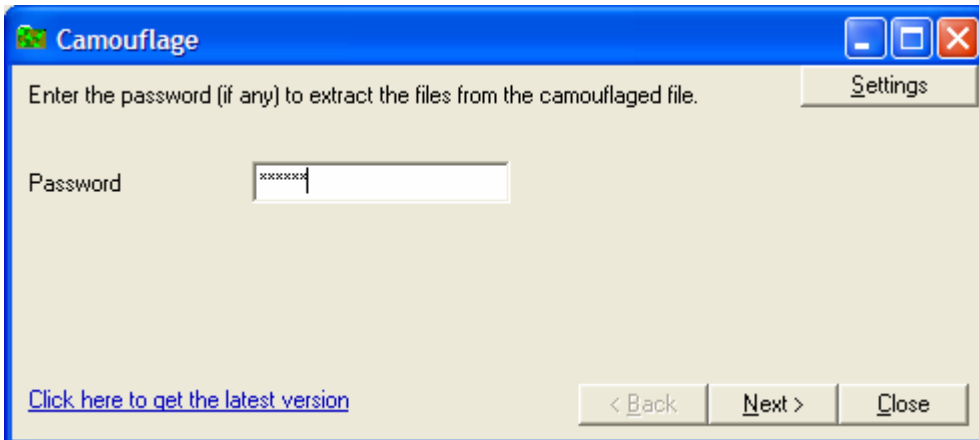 Camouflage
Enter the password (if any) to extract the files from the camouflaged file.
Settings
Password
******
Click here to get the latest version
< Back
Next >
Close